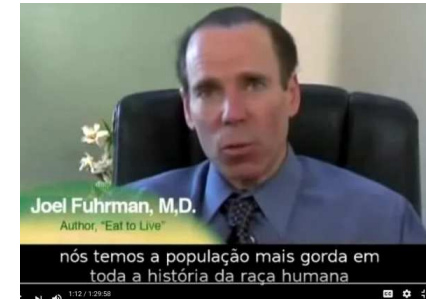 Joel Fuhrman, M.D.
Author, "Eat to Live"
nós temos a população mais gorda em
toda a história da raça humana
1:12 / 1:29:58
CC